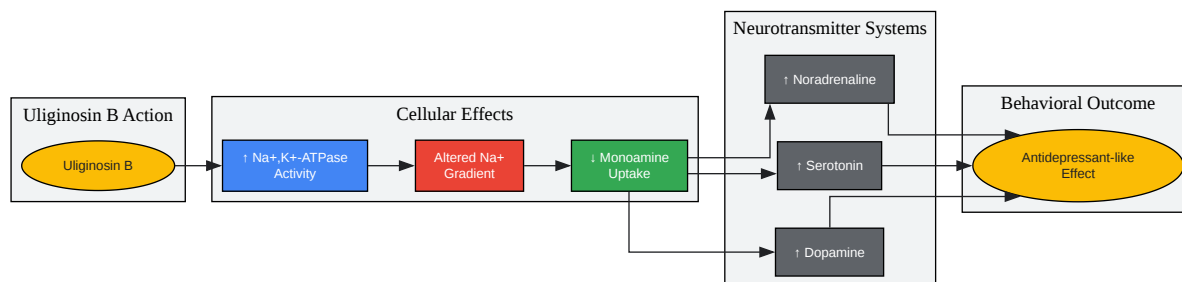 Uliginosin B Action
Uliginosin B
Cellular Effects
↑ Na+,K+-ATPase
Activity
Altered Na+
Gradient
↓ Monoamine
Uptake
Neurotransmitter Systems
↑ Noradrenaline
↑ Serotonin
↑ Dopamine
Behavioral Outcome
Antidepressant-like
Effect